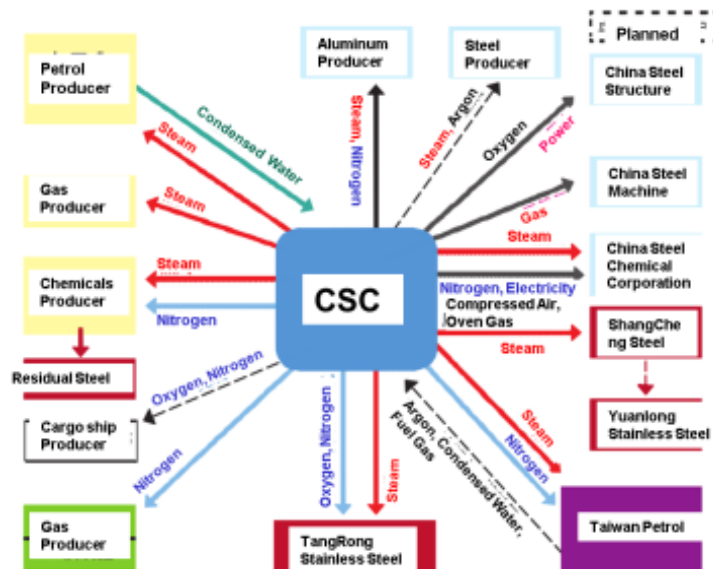 Planned
Aluminum
Producer
Steel
Producer
China Steel
Structure
Petrol
Producer
Condensed Water
Steam
Steam, Nitrogen
Steam, Argon
Oxygen
Power
China Steel
Machine
Gas
Producer
Steam
Gas
Steam
China Steel
Chemical
Corporation
Chemicals
Producer
Steam
Nitrogen
CSC
Nitrogen, Electricity
Compressed Air,
Oven Gas
Steam
ShangChe
ng Steel
Residual Steel
Oxygen, Nitrogen
Cargo ship
Producer
Nitrogen
Oxygen, Nitrogen
Steam
Argon, Condensed Water,
Fuel Gas
Steam
Nitrogen
Yuanlong
Stainless Steel
Gas
Producer
TangRong
Stainless Steel
Taiwan Petrol